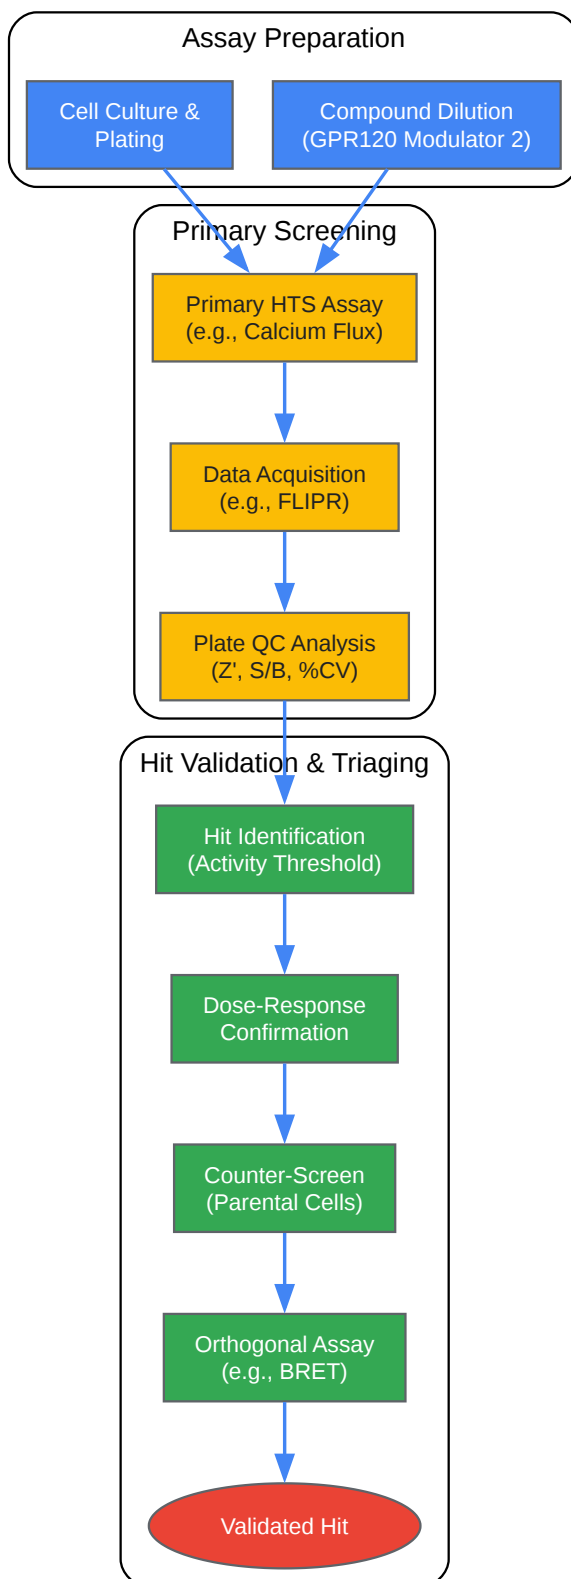 Assay Preparation
Cell Culture &
Plating
Compound Dilution
(GPR120 Modulator 2)
Primary Screening
Primary HTS Assay
(e.g., Calcium Flux)
Data Acquisition
(e.g., FLIPR)
Plate QC Analysis
(Z', S/B, %CV)
Hit Validation & Triaging
Hit Identification
(Activity Threshold)
Dose-Response
Confirmation
Counter-Screen
(Parental Cells)
Orthogonal Assay
(e.g., BRET)
Validated Hit